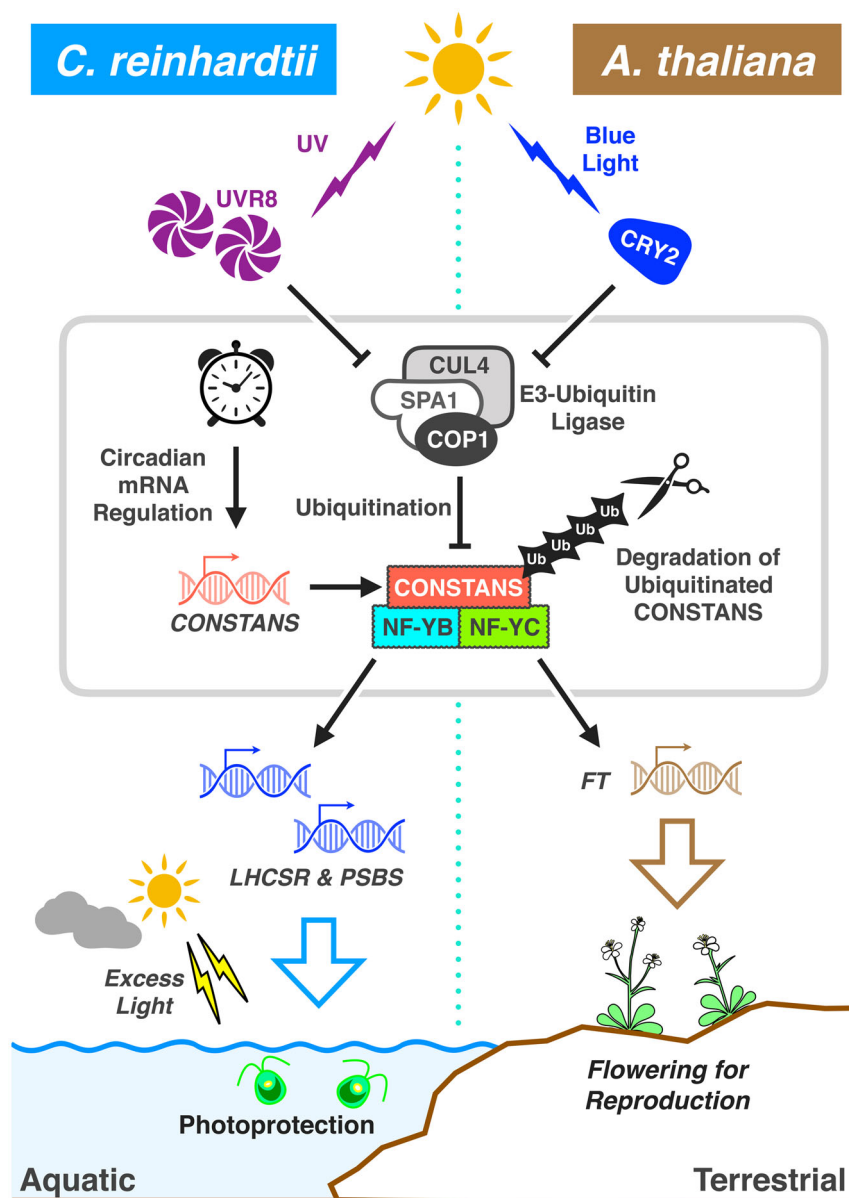 C. reinhardtii
A. thaliana
UV
Blue
Light
UVR8
CRY2
CUL4
SPA1
COP1
E3-Ubiquitin
Ligase
Circadian
mRNA
Regulation
Ubiquitination
Ub
Ub
Ub
Ub
CONSTANS
CONSTANS
NF-YB
NF-YC
Degradation of
Ubiquitinated
CONSTANS
FT
LHCSR & PSBS
Excess
Light
Photoprotection
Flowering for
Reproduction
Aquatic
Terrestrial